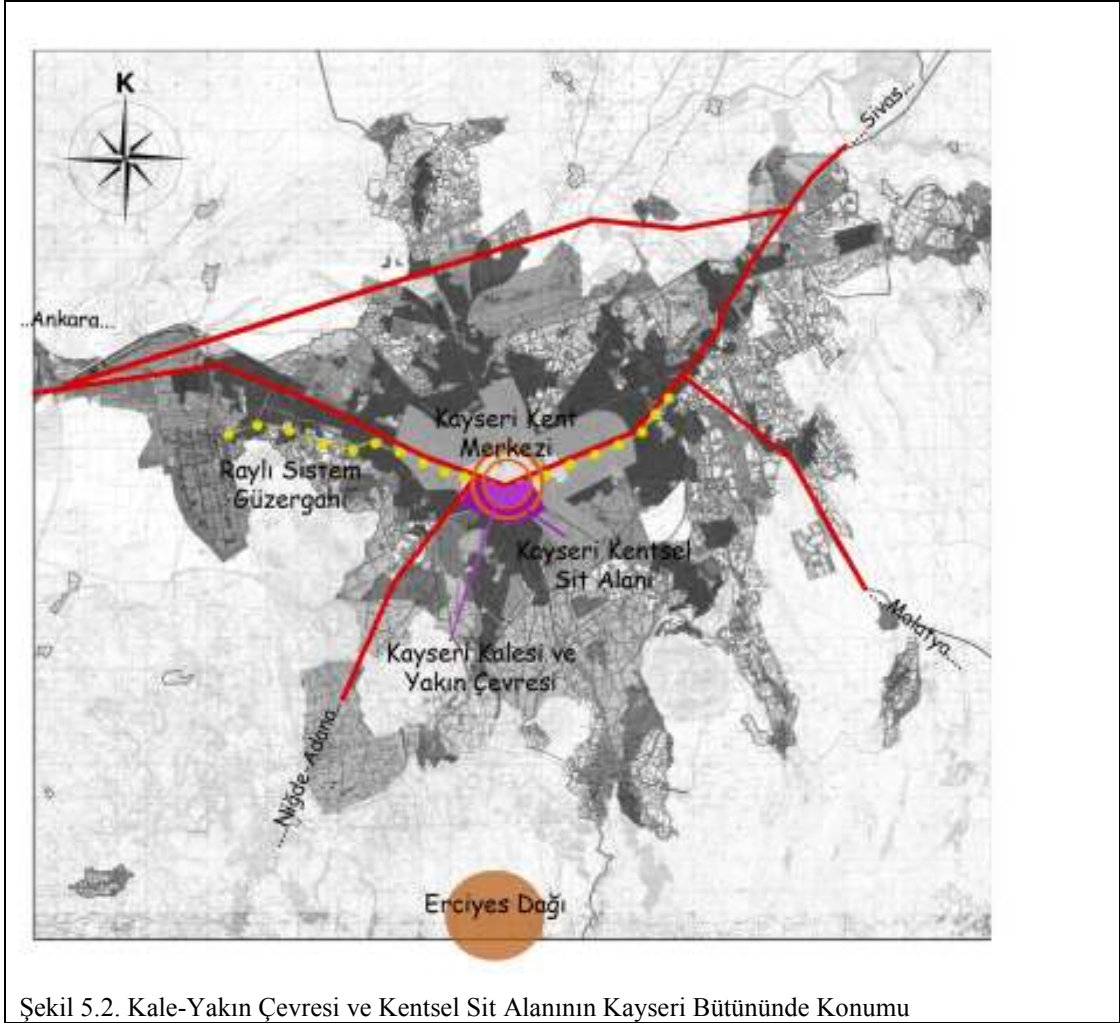 K
....Sivas...
..Ankara...
Kayseri Kent
Merkezi
Raylı Sistem
Güzergahı
Kayseri Kentsel
Sit Alanı
....Malatya....
Kayseri Kalesi ve
Yakın Çevresi
....Niğde-Adana...
Erciyes Dağı
Şekil 5.2. Kale-Yakın Çevresi ve Kentsel Sit Alanının Kayseri Bütününde Konumu